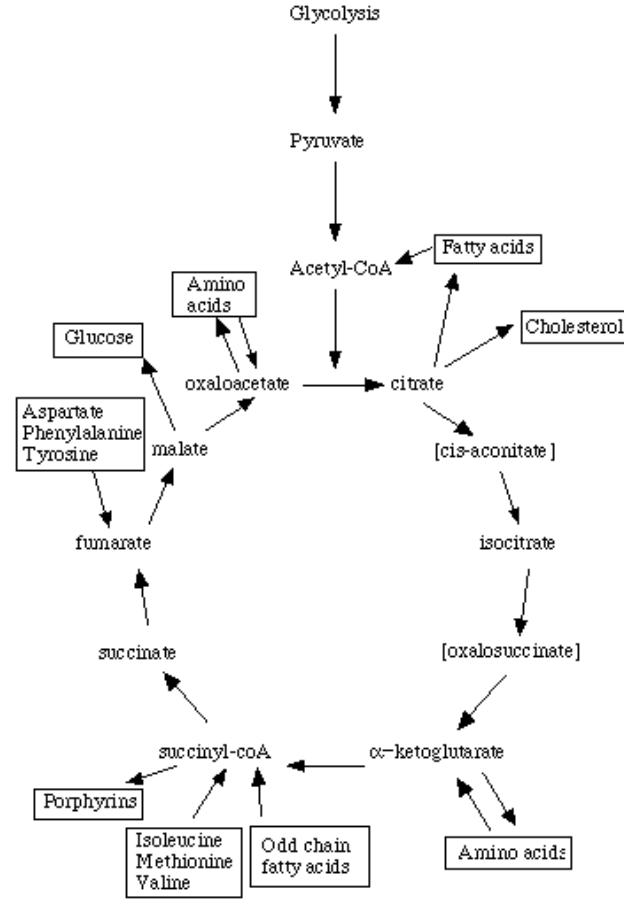 Glycolysis
Pyruvate
Acetyl-CoA
Fatty acids
Amino
acids
Cholesterol
Glucose
oxaloacetate
citrate
Aspartate
Phenylalanine
Tyrosine
malate
[cis-aconitate]
fumarate
isocitrate
succinate
[oxalosuccinate]
succinyl-coA
α-ketoglutarate
Porphyrins
Isoleucine
Methionine
Valine
Odd chain
fatty acids
Amino acids